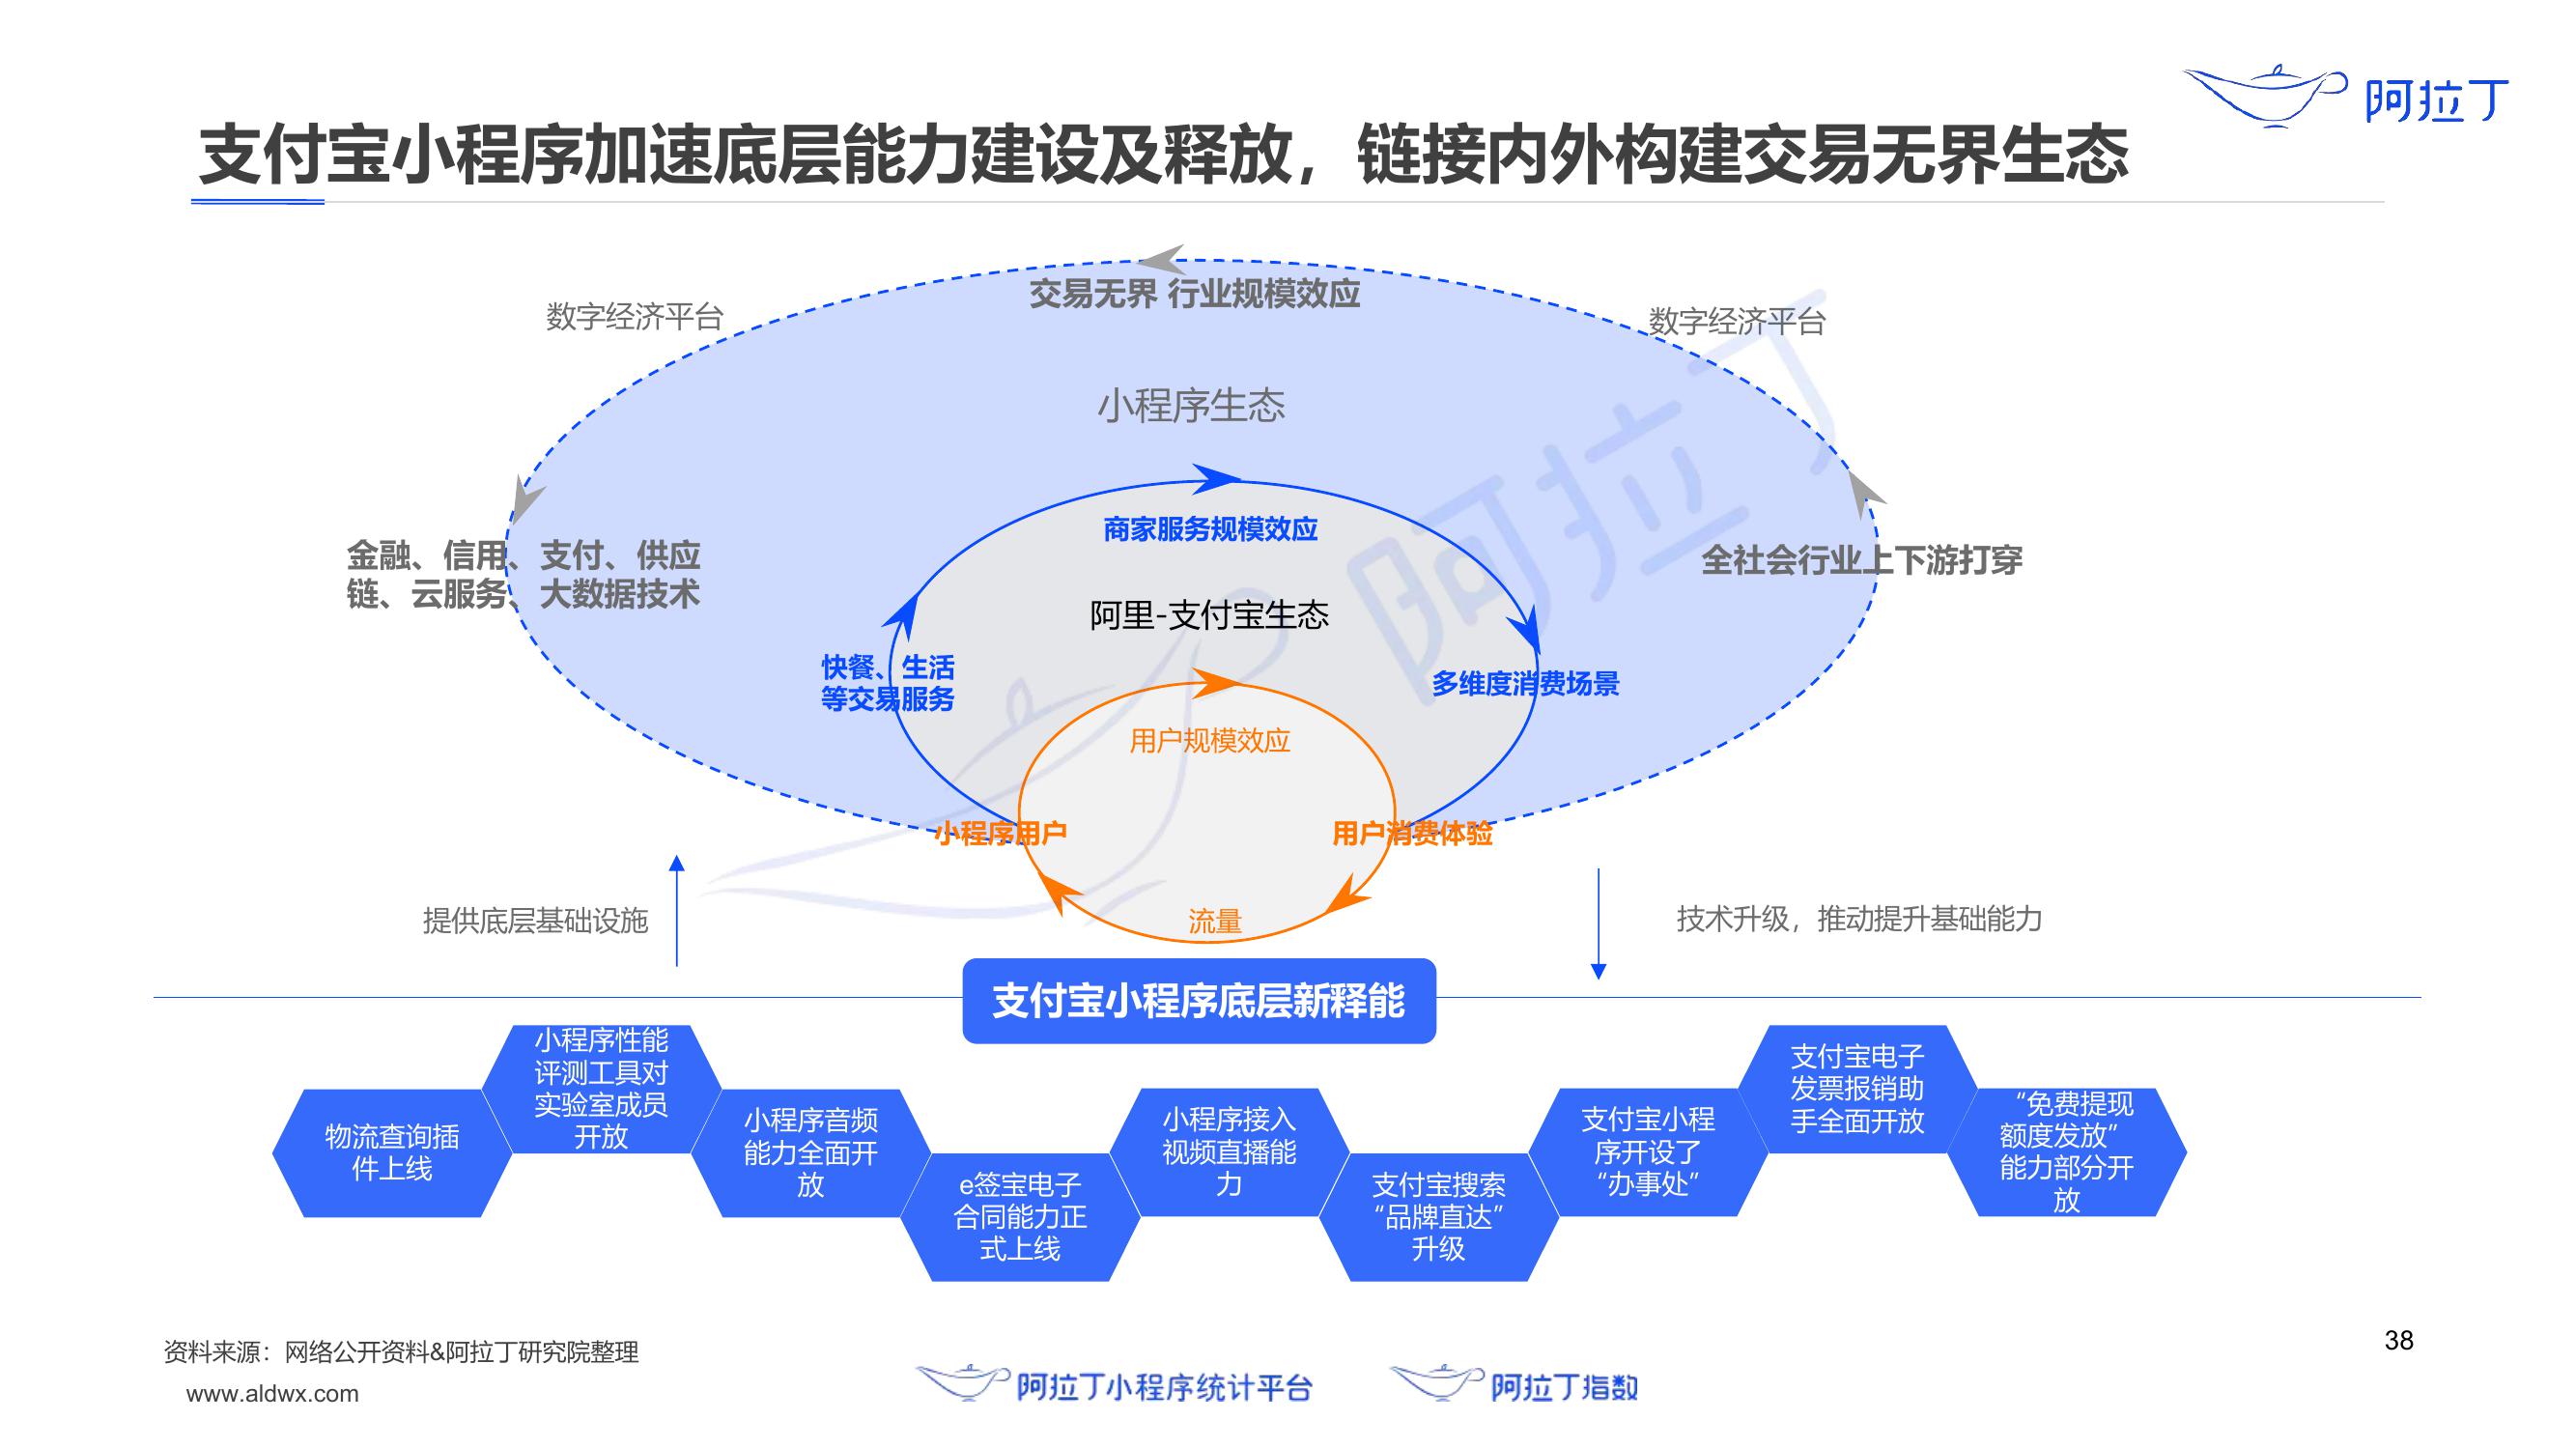 阿拉丁
支付宝小程序加速底层能力建设及释放，链接内外构建交易无界生态
交易无界 行业规模效应
数字经济平台
数字经济平台
小程序生态
商家服务规模效应
金融、信用、支付、供应
链、云服务、大数据技术
全社会行业上下游打穿
阿里-支付宝生态
快餐、生活
等交易服务
多维度消费场景
用户规模效应
小程序用户
用户消费体验
流量
提供底层基础设施
技术升级，推动提升基础能力
阿拉丁
支付宝小程序底层新释能
物流查询插
件上线
小程序性能
评测工具对
实验室成员
开放
小程序音频
能力全面开
放
e签宝电子
合同能力正
式上线
小程序接入
视频直播能
力
支付宝搜索
“品牌直达”
升级
支付宝小程
序开设了
“办事处”
支付宝电子
发票报销助
手全面开放
“免费提现
额度发放”
能力部分开
放
资料来源：网络公开资料&阿拉丁研究院整理
www.aldwx.com
阿拉丁小程序统计平台
阿拉丁指数
38